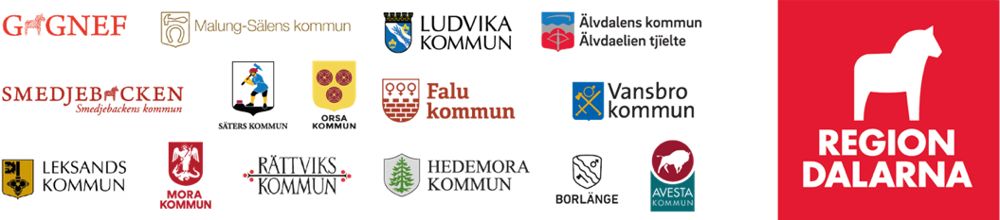 GAGNEF
Malung-Sälens kommun
LUDVIKA
KOMMUN
Älvdalens kommun
Älvdaelien tjïelte
SMEDJEBACKEN
Smedjebackens kommun
SÄTERS KOMMUN
ORSA
KOMMUN
Falu
kommun
Vansbro
kommun
LEKSANDS
KOMMUN
MORA
KOMMUN
RÄTTVIKS
KOMMUN
HEDEMORA
KOMMUN
BORLÄNGE
AVESTA
KOMMUN
REGION
DALARNA